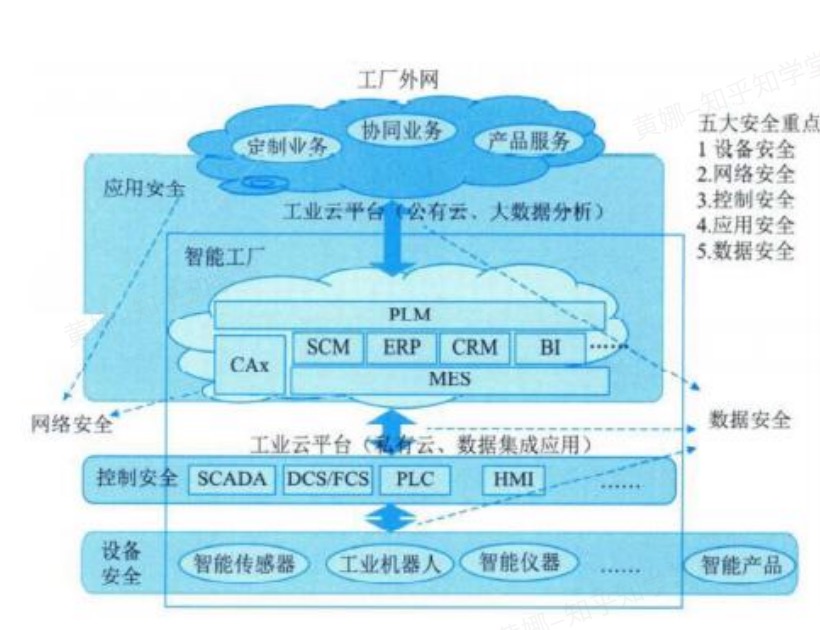 工厂外网
定制业务
协同业务
产品服务
五大安全重点
1 设备安全
2.网络安全
3.控制安全
4.应用安全
5.数据安全
应用安全
工业云平台(公有云、大数据分析)
智能工厂
PLM
CAx
SCM
ERP
CRM
BI
……
MES
网络安全
数据安全
工业云平台(私有云、数据集成应用)
控制安全
SCADA
DCS/FCS
PLC
HMI
……
设备
安全
智能传感器
工业机器人
智能仪器
……
智能产品
黄娜-知乎知学堂